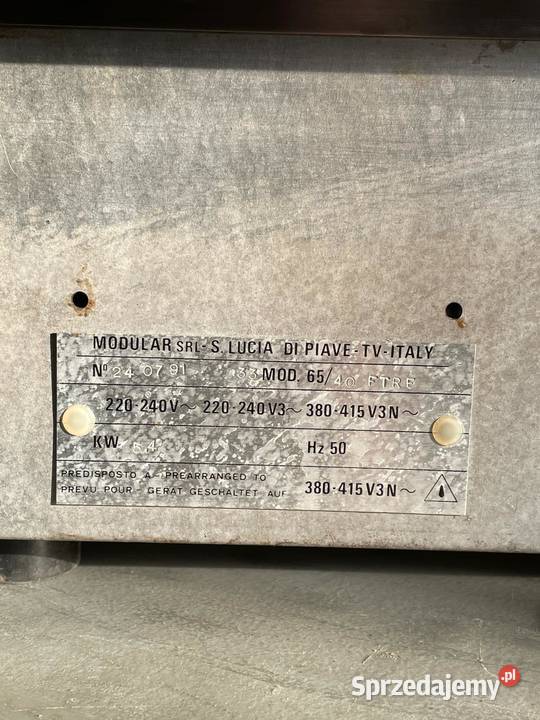 MODULAR SRL - S. LUCIA DI PIAVE - TV - ITALY
Nº 24 07 91 33 MOD. 65/40 FTRE
220-240V~ 220-240V3~ 380-415V3N~
KW Hz 50
PREDISPOSTO A - PREARRANGED TO
PREVU POUR - GERAT GESCHALTET AUF 380-415V3N~
Sprzedajemy.pl